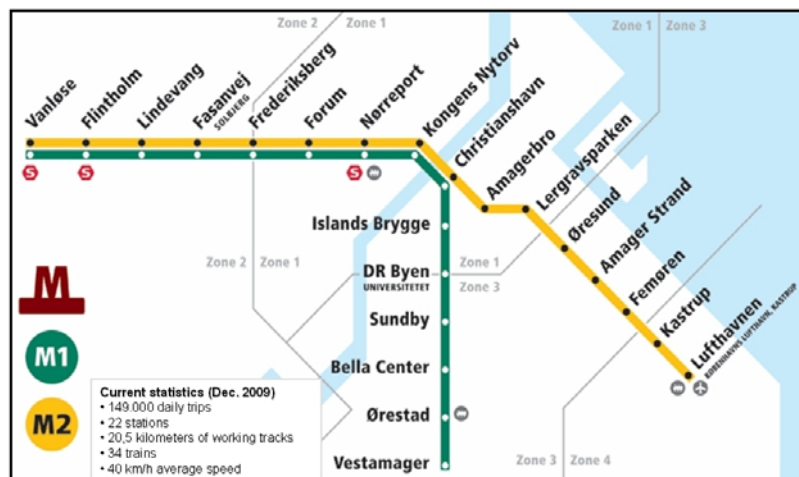 Zone 2
Zone 1
Zone 1
Zone 3
Vanløse
Flintholm
Lindevang
Fasanvej
SOLBJERG
Frederiksberg
Forum
Nørreport
Kongens Nytorv
Christianshavn
Amagerbro
Lergravsparken
Øresund
Amager Strand
Femøren
Kastrup
Lufthavnen
KØBENHAVNS LUFTHAVN, KASTRUP
S
S
S
Islands Brygge
DR Byen
UNIVERSITETET
Sundby
Bella Center
Ørestad
Vestamager
Zone 2
Zone 1
Zone 1
Zone 3
Zone 3
Zone 4
M
M1
M2
Current statistics (Dec. 2009)
• 149.000 daily trips
• 22 stations
• 20,5 kilometers of working tracks
• 34 trains
• 40 km/h average speed